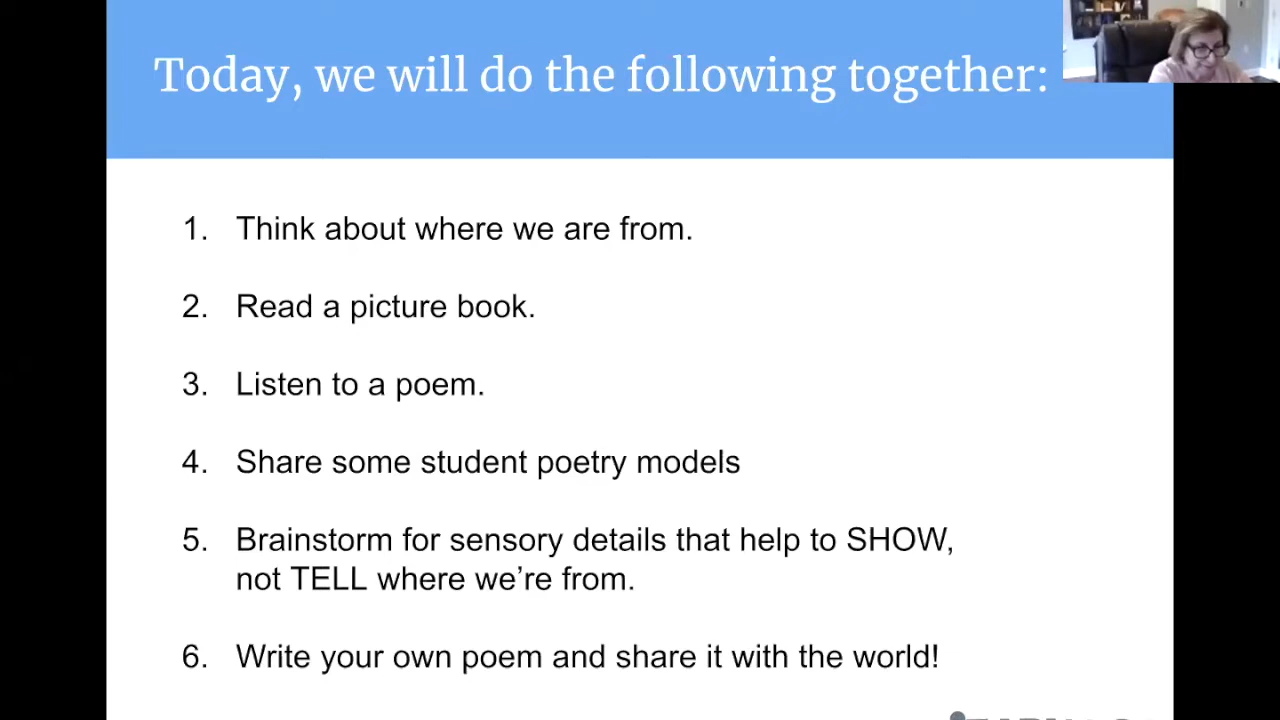 Today, we will do the following together:
1. Think about where we are from.
2. Read a picture book.
3. Listen to a poem.
4. Share some student poetry models
5. Brainstorm for sensory details that help to SHOW,
not TELL where we’re from.
6. Write your own poem and share it with the world!